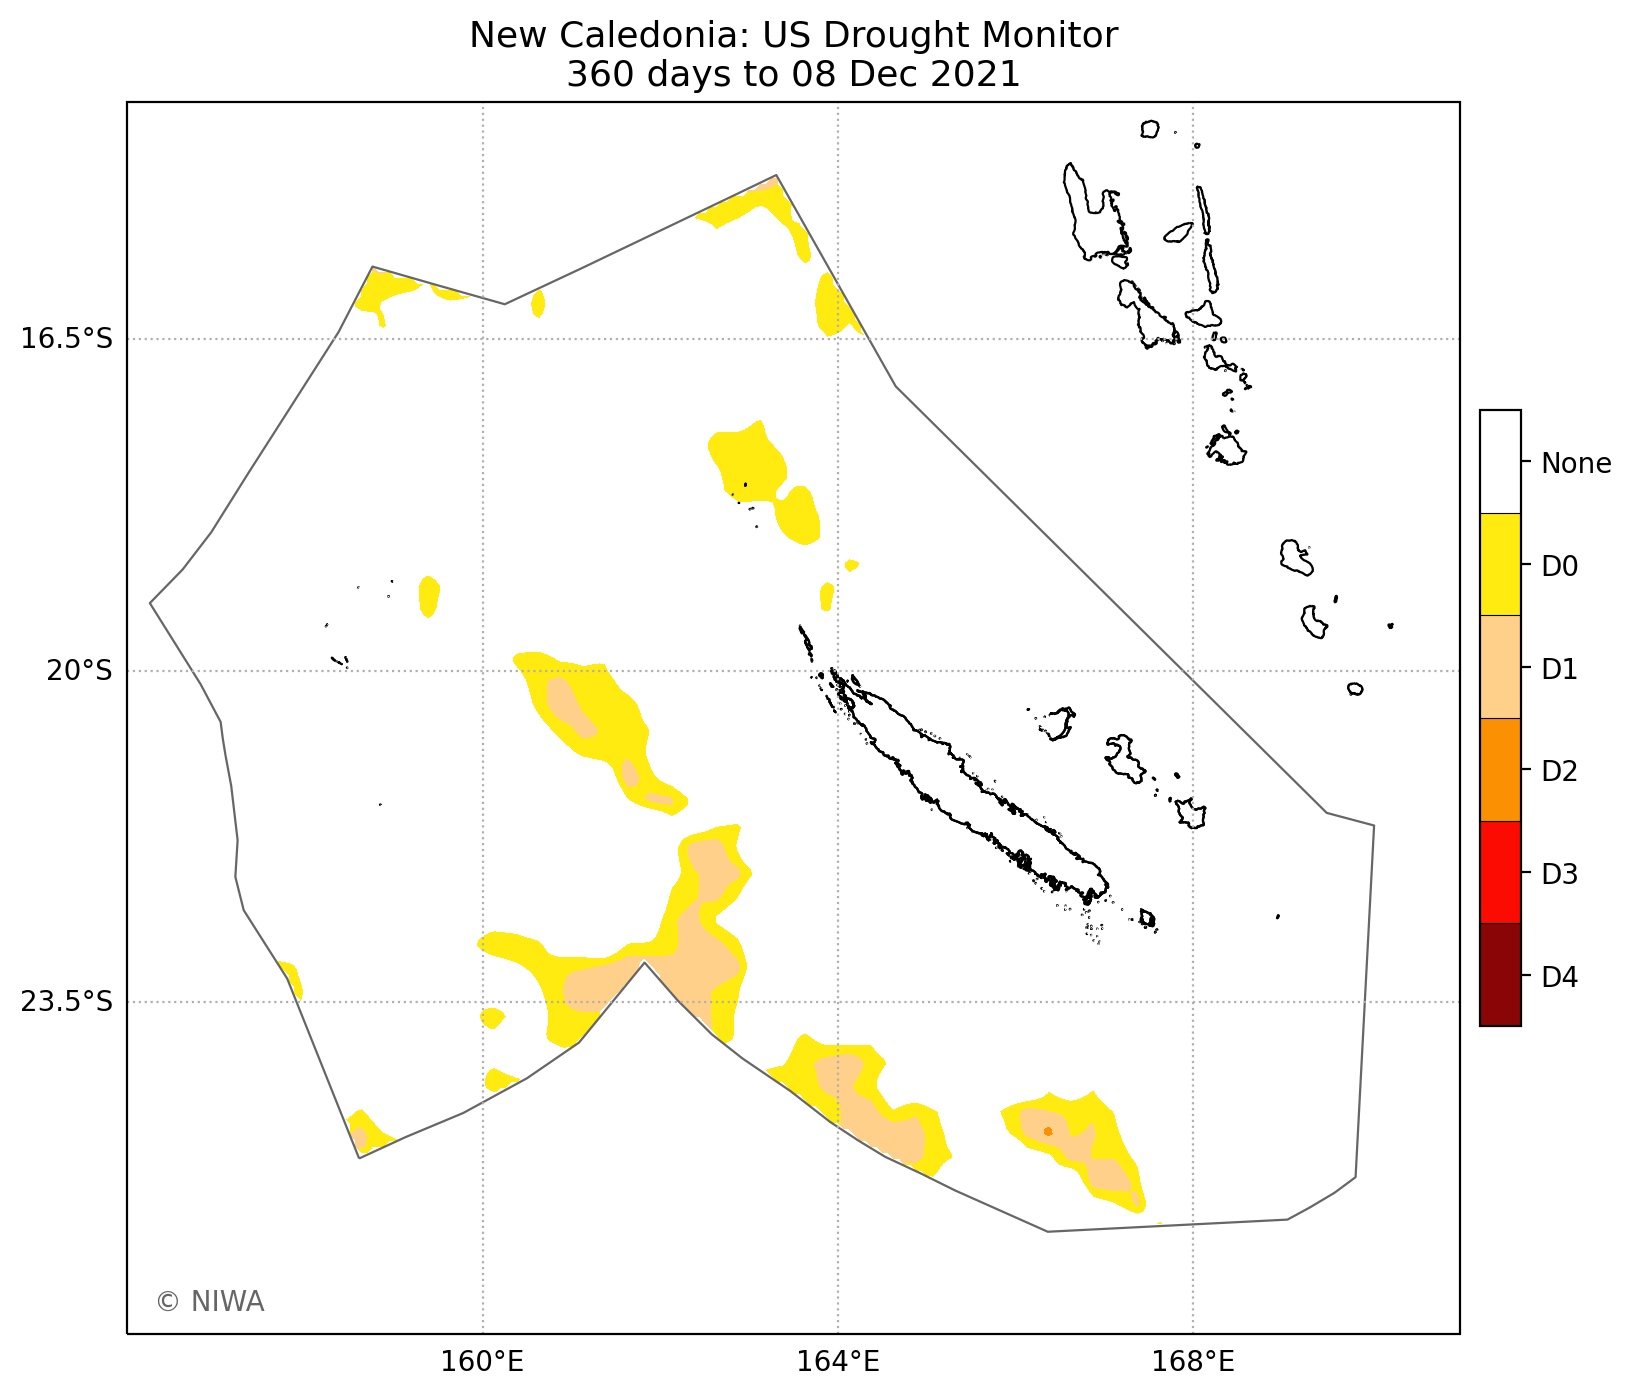 New Caledonia: US Drought Monitor
360 days to 08 Dec 2021
16.5°S
20°S
23.5°S
160°E
164°E
168°E
None
D0
D1
D2
D3
D4
© NIWA